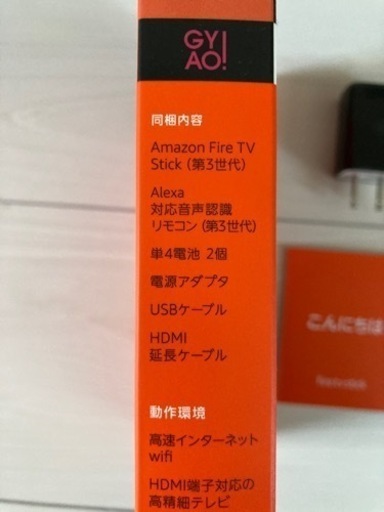 GY
AO!
同梱内容
Amazon Fire TV
Stick（第3世代）
Alexa
対応音声認識
リモコン（第3世代）
単4電池 2個
電源アダプタ
USBケーブル
HDMI
延長ケーブル
動作環境
高速インターネット
wifi
HDMI端子対応の
高精細テレビ
こんにちは